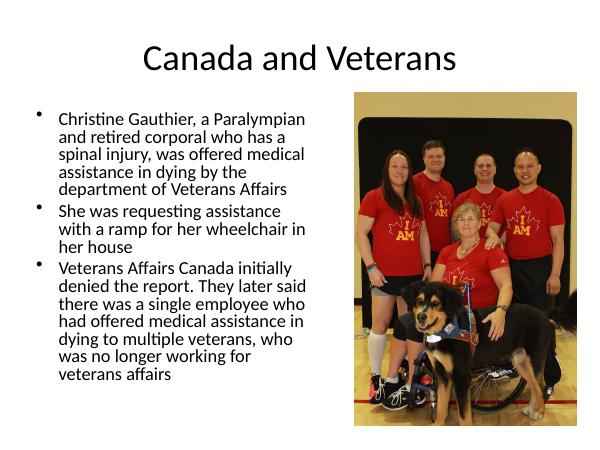 Canada and Veterans
• Christine Gauthier, a Paralympian
and retired corporal who has a
spinal injury, was offered medical
assistance in dying by the
department of Veterans Affairs
• She was requesting assistance
with a ramp for her wheelchair in
her house
• Veterans Affairs Canada initially
denied the report. They later said
there was a single employee who
had offered medical assistance in
dying to multiple veterans, who
was no longer working for
veterans affairs
I
AM
I
AM
I
AM
I
AM